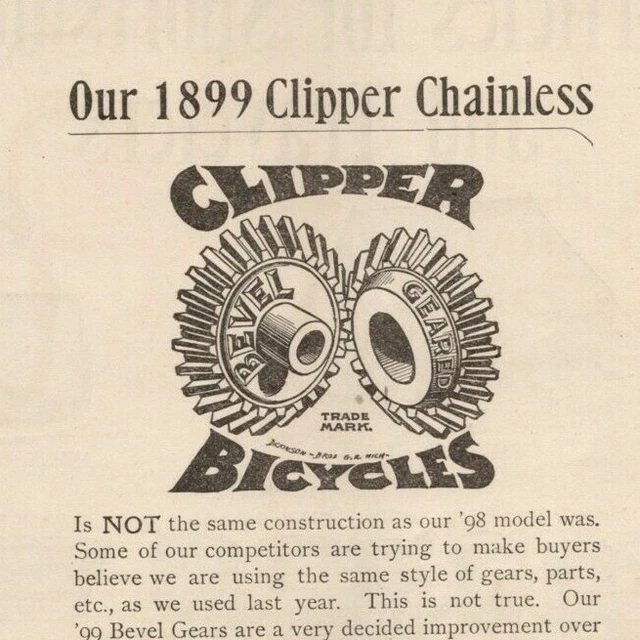 Our 1899 Clipper Chainless
CLIPPER
BEVEL
GEARED
TRADE
MARK.
BRONSON - BROS G.R. MICH -
BICYCLES
Is NOT the same construction as our '98 model was.
Some of our competitors are trying to make buyers
believe we are using the same style of gears, parts,
etc., as we used last year. This is not true. Our
'99 Bevel Gears are a very decided improvement over